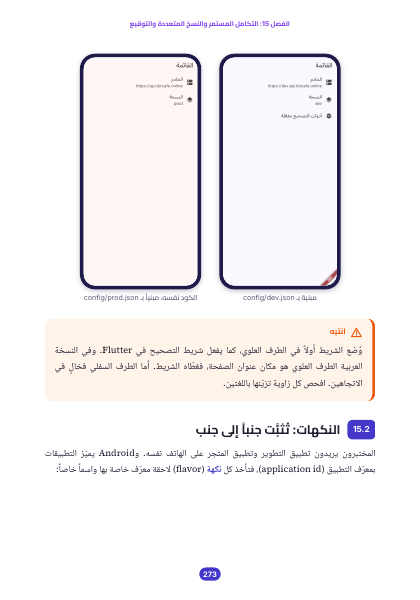 الفصل 15: التكامل المستمر والنسخ المتعددة والتوقيع
القائمة
الخادم
https://dev.api.bitsafe.online
النسخة
dev
أدوات التصحيح مفعّلة
القائمة
الخادم
https://api.bitsafe.online
النسخة
prod
مبنية بـ config/dev.json
الكود نفسه، مبنياً بـ config/prod.json
انتبه
وُضع الشريط أولاً في الطرف العلوي، كما يفعل شريط التصحيح في Flutter. وفي النسخة
العربية الطرف العلوي هو مكان عنوان الصفحة، فغطّاه الشريط. أما الطرف السفلي فخالٍ في
الاتجاهين. افحص كل زاوية تزيّنها باللغتين.
15.2 النكهات: تُثبَّت جنباً إلى جنب
المختبرون يريدون تطبيق التطوير وتطبيق المتجر على الهاتف نفسه. وAndroid يميّز التطبيقات
بمعرّف التطبيق (application id)، فتأخذ كل نكهة (flavor) لاحقة معرّف خاصة بها واسماً خاصاً:
273